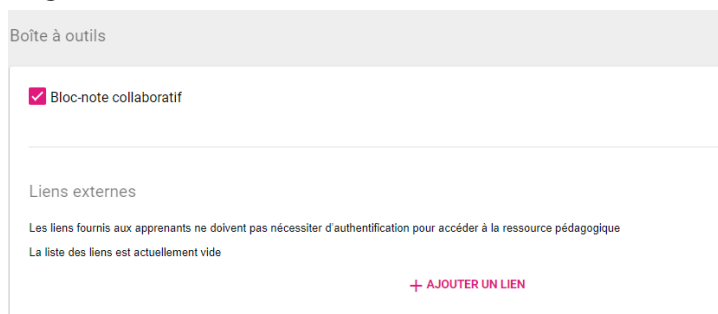 Boîte à outils
Bloc-note collaboratif
Liens externes
Les liens fournis aux apprenants ne doivent pas nécessiter d'authentification pour accéder à la ressource pédagogique
La liste des liens est actuellement vide
+ AJOUTER UN LIEN